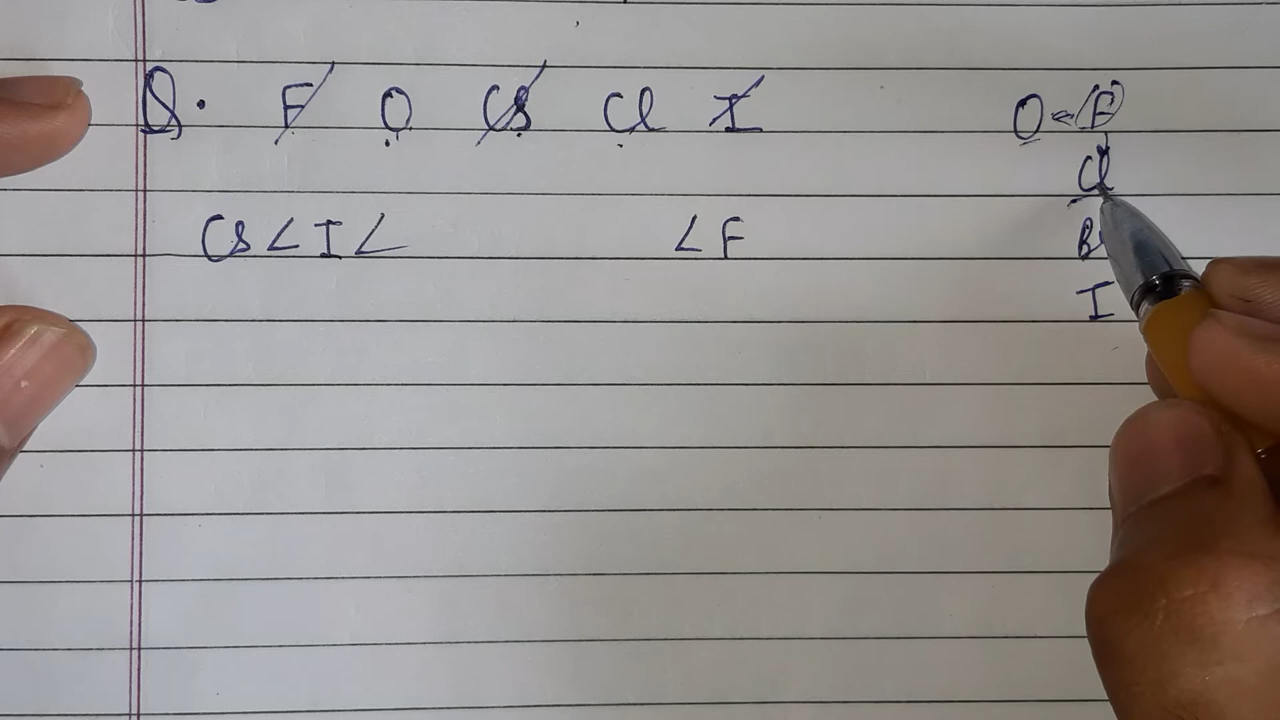 Q. F O Cs Cl I
O < F
Cl
Cs < I < < F
B
I